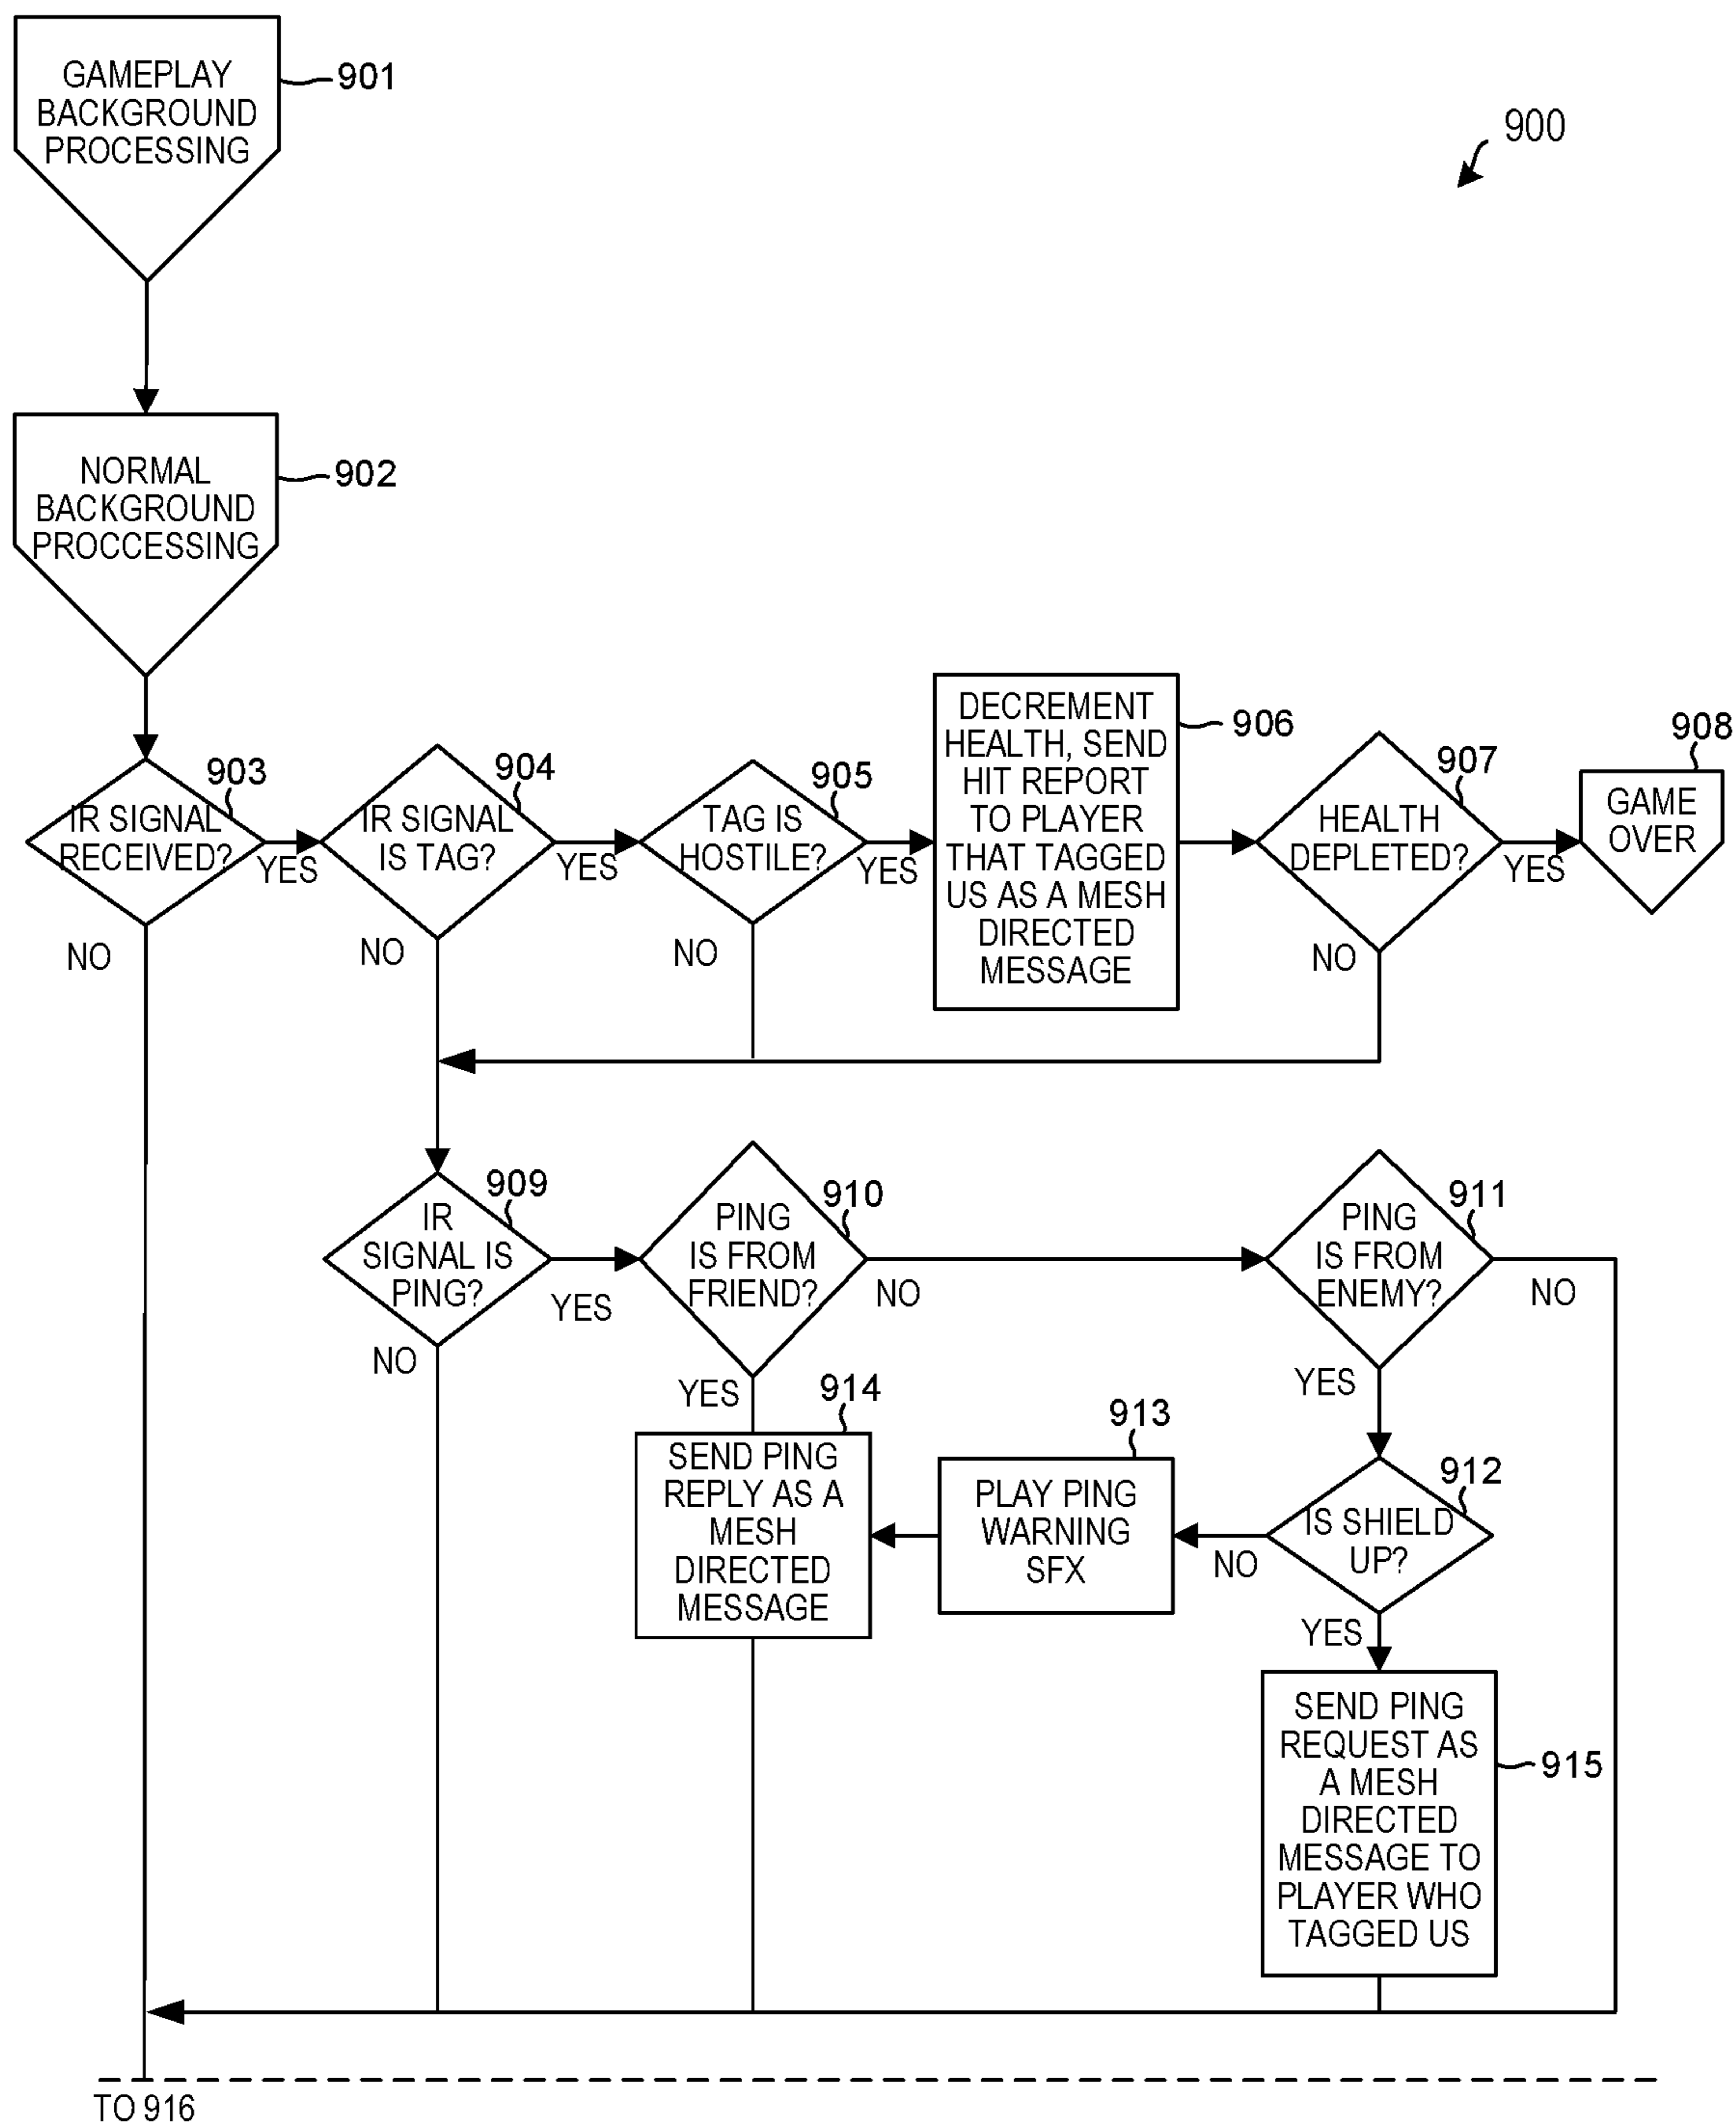 GAMEPLAY
BACKGROUND
PROCESSING
901
900
NORMAL
BACKGROUND
PROCCESSING
902
IR SIGNAL
RECEIVED?
903
YES
NO
IR SIGNAL
IS TAG?
904
YES
NO
TAG IS
HOSTILE?
905
YES
NO
DECREMENT
HEALTH, SEND
HIT REPORT
TO PLAYER
THAT TAGGED
US AS A MESH
DIRECTED
MESSAGE
906
HEALTH
DEPLETED?
907
YES
NO
GAME
OVER
908
IR
SIGNAL IS
PING?
909
YES
NO
PING
IS FROM
FRIEND?
910
NO
YES
PING
IS FROM
ENEMY?
911
NO
YES
IS SHIELD
UP?
912
NO
YES
PLAY PING
WARNING
SFX
913
SEND PING
REPLY AS A
MESH
DIRECTED
MESSAGE
914
SEND PING
REQUEST AS
A MESH
DIRECTED
MESSAGE TO
PLAYER WHO
TAGGED US
915
TO 916